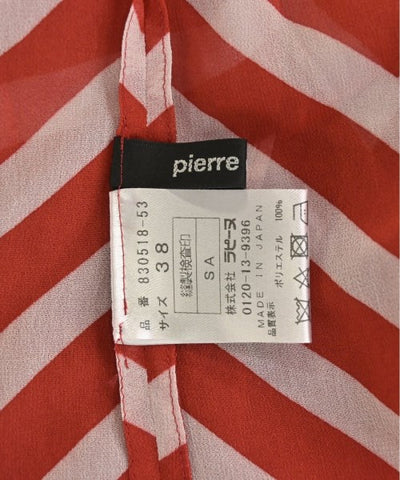 pierre
品番 830518-53
サイズ 38
縫製検査印
SA
株式会社 ラピーヌ
0120-13-9396
MADE IN JAPAN
品質表示
ポリエステル 100%